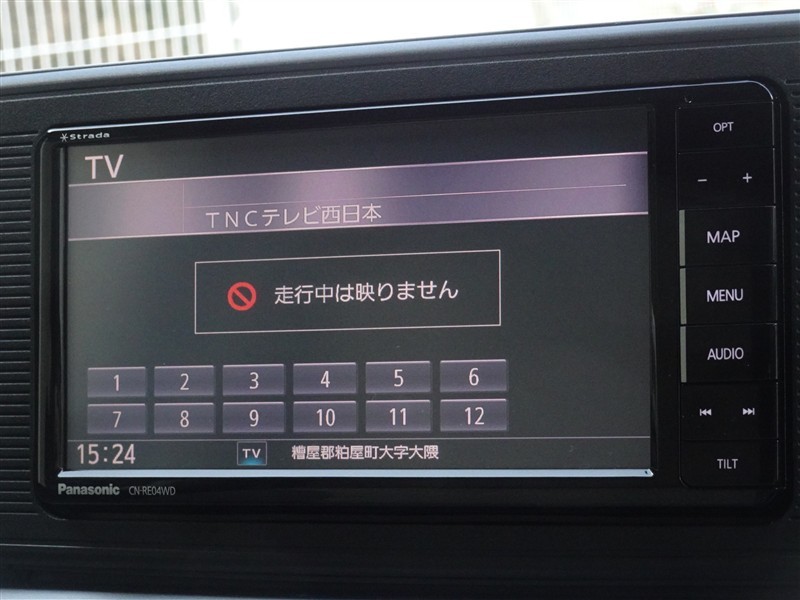 Strada
TV
TNCテレビ西日本
走行中は映りません
1 2 3 4 5 6
7 8 9 10 11 12
15:24 TV 糟屋郡粕屋町大字大隈
Panasonic CN-RE04WD
OPT
− +
MAP
MENU
AUDIO
TILT